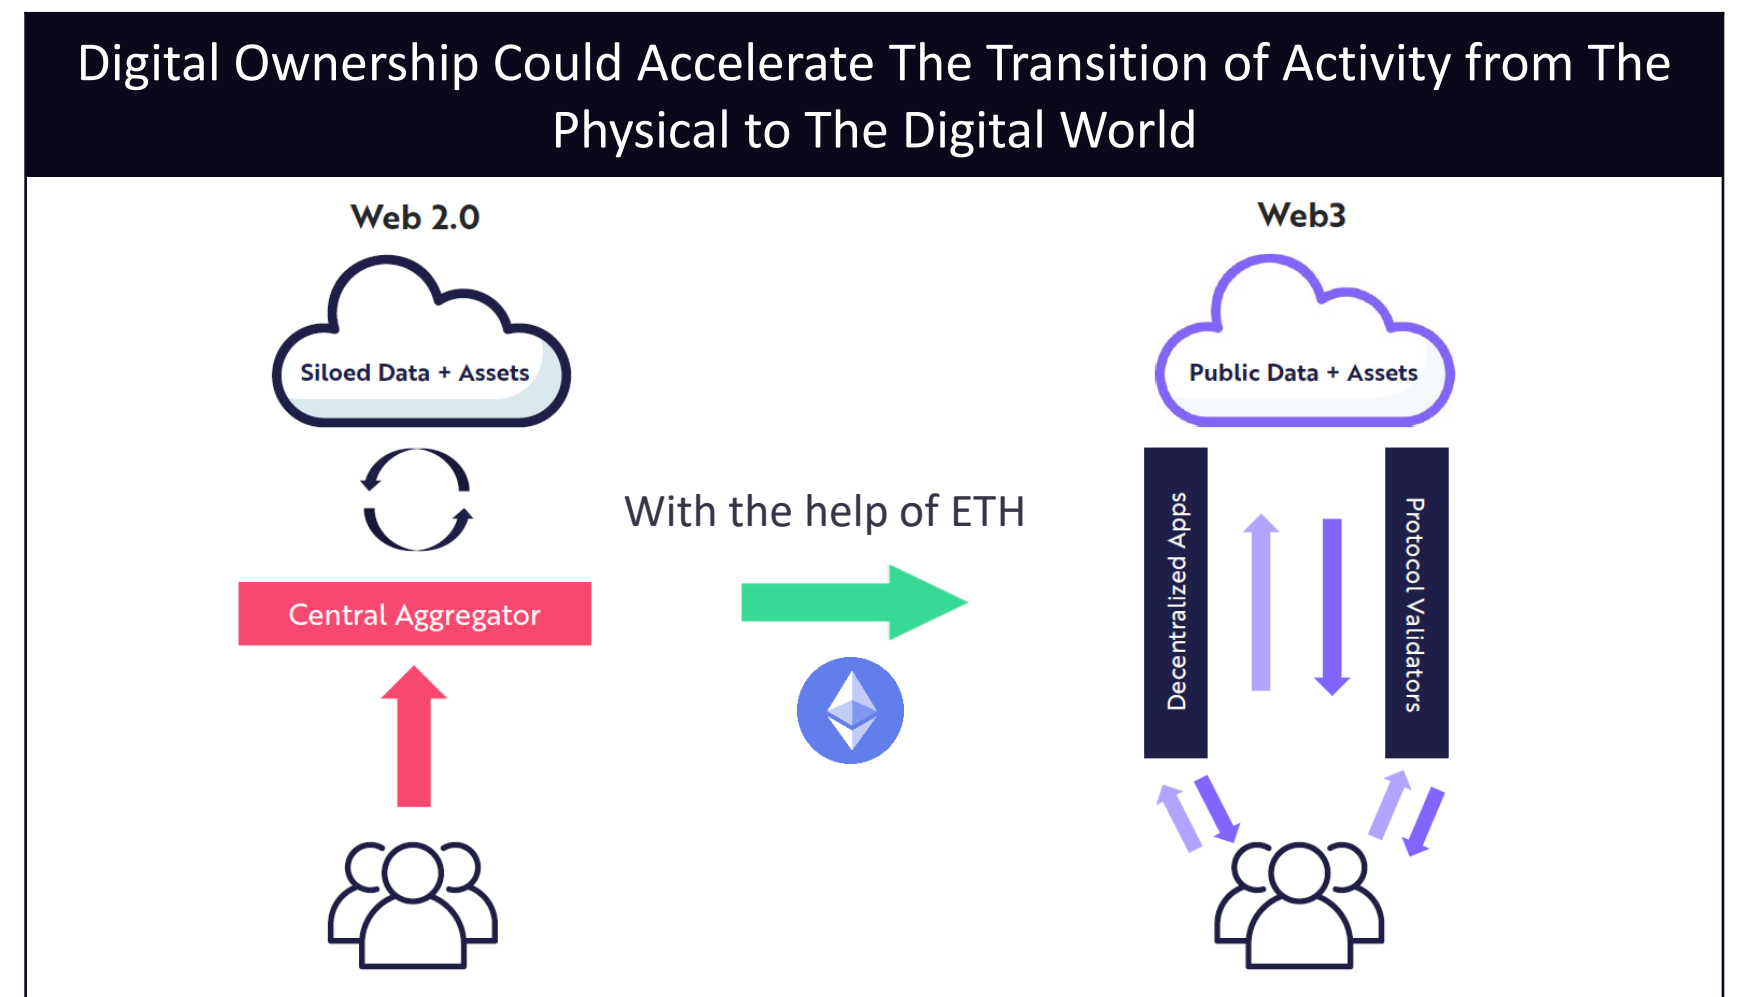 Digital Ownership Could Accelerate The Transition of Activity from The
Physical to The Digital World
Web 2.0
Siloed Data + Assets
Central Aggregator
With the help of ETH
Web3
Public Data + Assets
Decentralized Apps
Protocol Validators